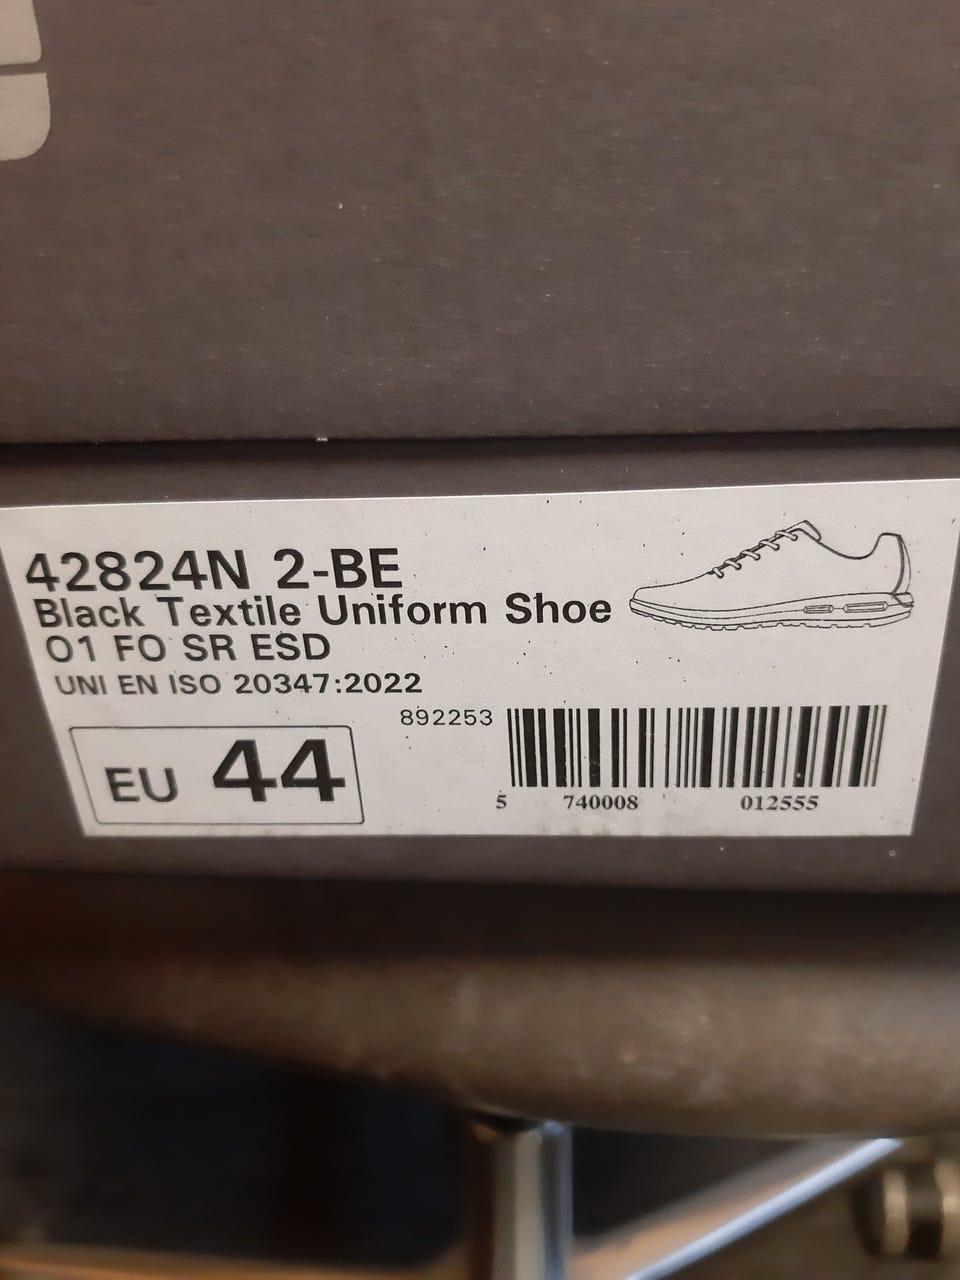 42824N 2-BE
Black Textile Uniform Shoe
O1 FO SR ESD
UNI EN ISO 20347:2022
892253
EU 44
5 740008 012555